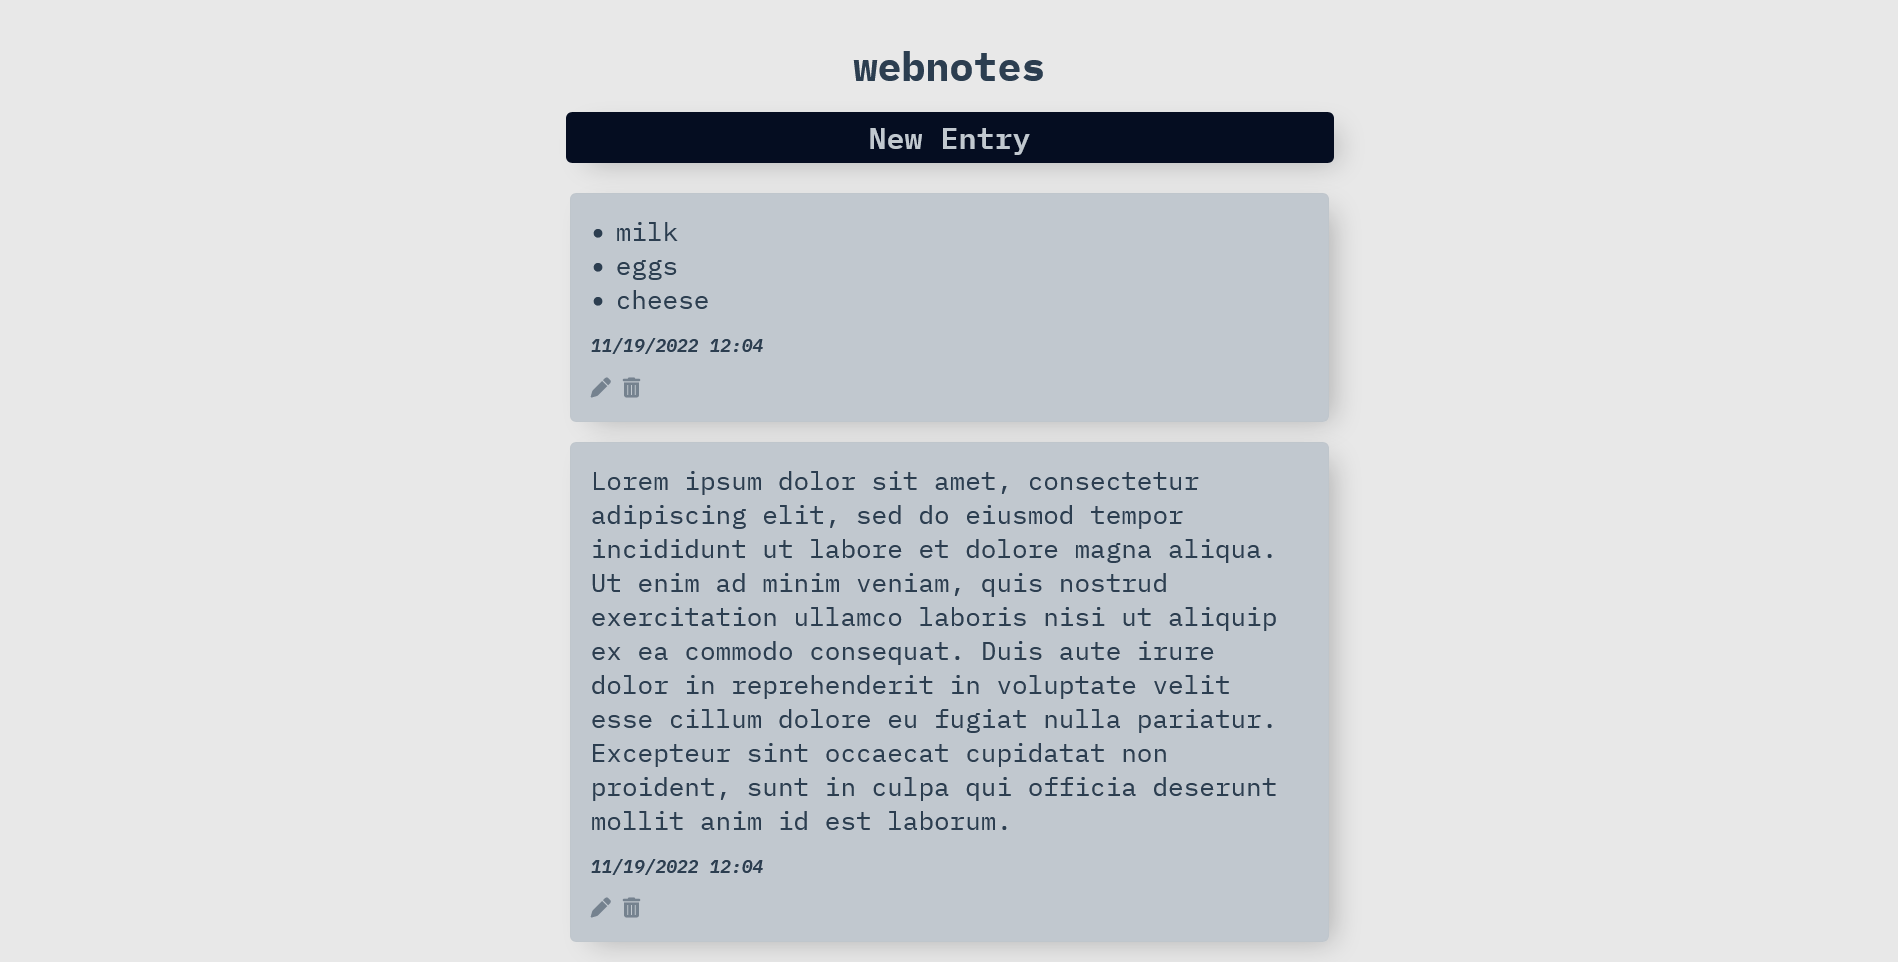 webnotes
New Entry
• milk
• eggs
• cheese
11/19/2022 12:04
Lorem ipsum dolor sit amet, consectetur
adipiscing elit, sed do eiusmod tempor
incididunt ut labore et dolore magna aliqua.
Ut enim ad minim veniam, quis nostrud
exercitation ullamco laboris nisi ut aliquip
ex ea commodo consequat. Duis aute irure
dolor in reprehenderit in voluptate velit
esse cillum dolore eu fugiat nulla pariatur.
Excepteur sint occaecat cupidatat non
proident, sunt in culpa qui officia deserunt
mollit anim id est laborum.
11/19/2022 12:04